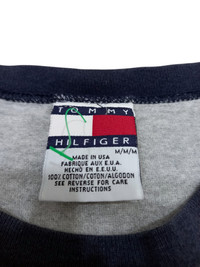 TOMMY
HILFIGER
M/M/M
MADE IN USA
FABRIQUE AUX E.U.A.
HECHO EN E.E.U.U.
100% COTTON/COTON/ALGODON
SEE REVERSE FOR CARE
INSTRUCTIONS